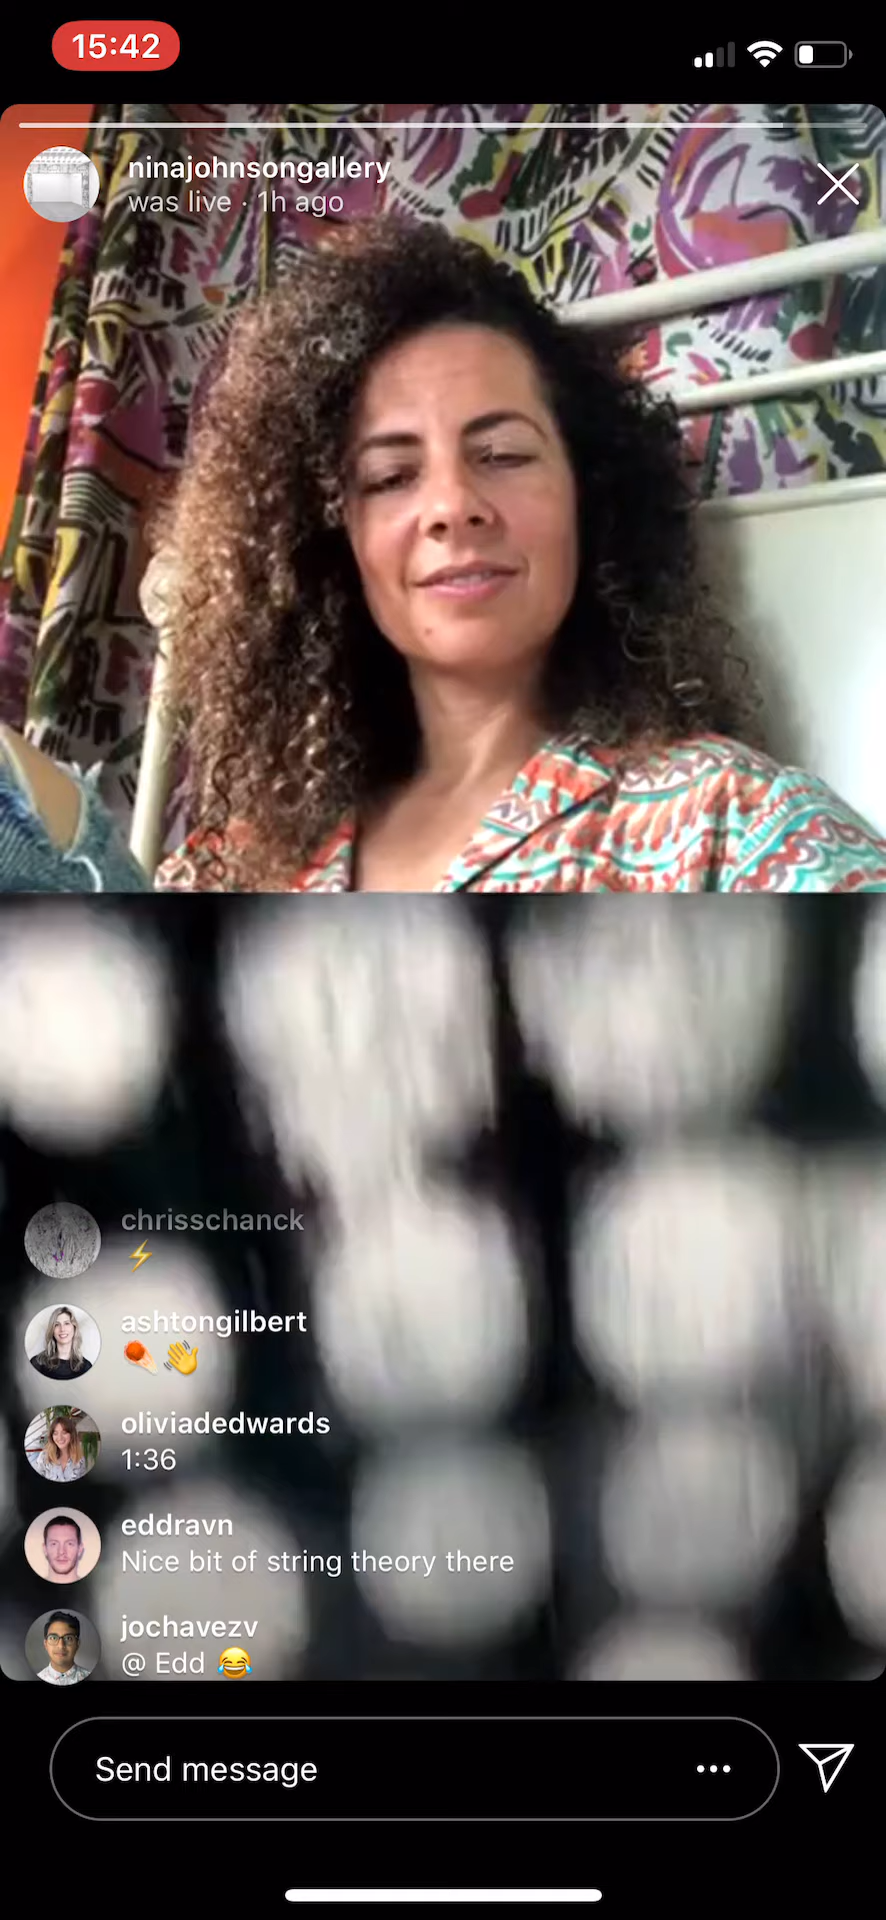 15:42
ninajohnsongallery
was live · 1h ago
chrisschanck
⚡
ashtongilbert
☄️👋
oliviadedwards
1:36
eddravn
Nice bit of string theory there
jochavezv
@ Edd 😂
Send message